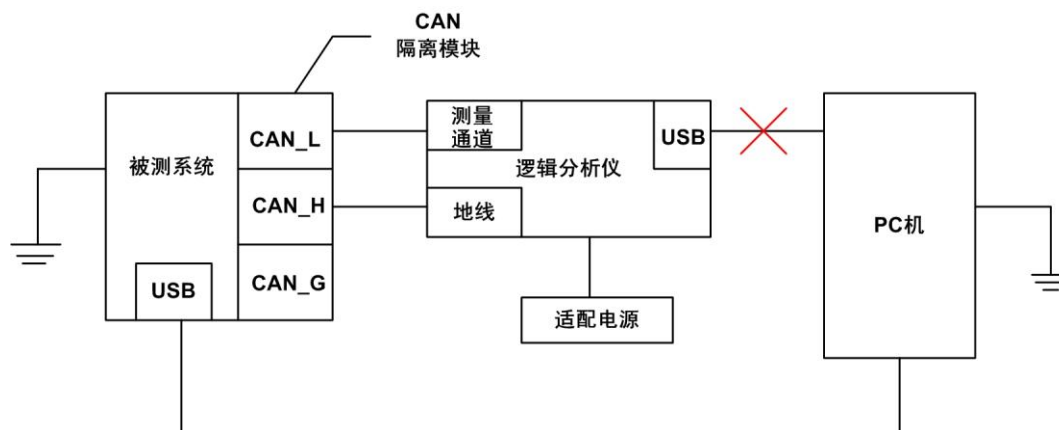 CAN
隔离模块
被测系统
CAN_L
CAN_H
CAN_G
USB
测量
通道
地线
逻辑分析仪
USB
适配电源
PC机